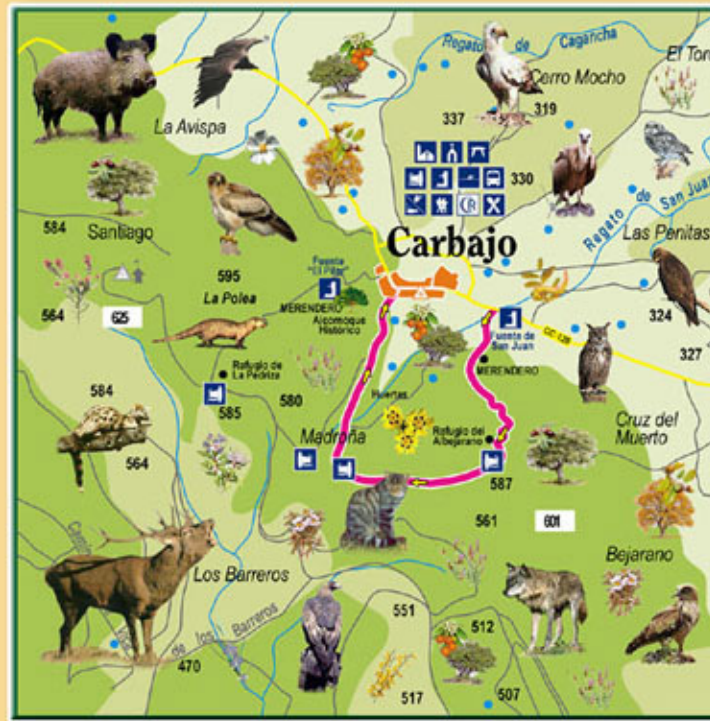 Regato de Cagancha
El Tor
Cerro Mocho
337
319
La Avispa
330
CR
Regato de San Juan
584
Santiago
Carbajo
Las Peñitas
595
Fuente
"El Pilar"
564
625
La Polea
MERENDERO
Alcornoque
Histórico
324
Fuente de
San Juan
CC-128
327
Refugio de
La Pedriza
MERENDERO
585
580
Huertas
584
564
Madroña
Refugio del
Albejarano
Cruz del
Muerto
587
561
601
Los Barreros
Bejarano
de los Barreros
551
512
470
517
507